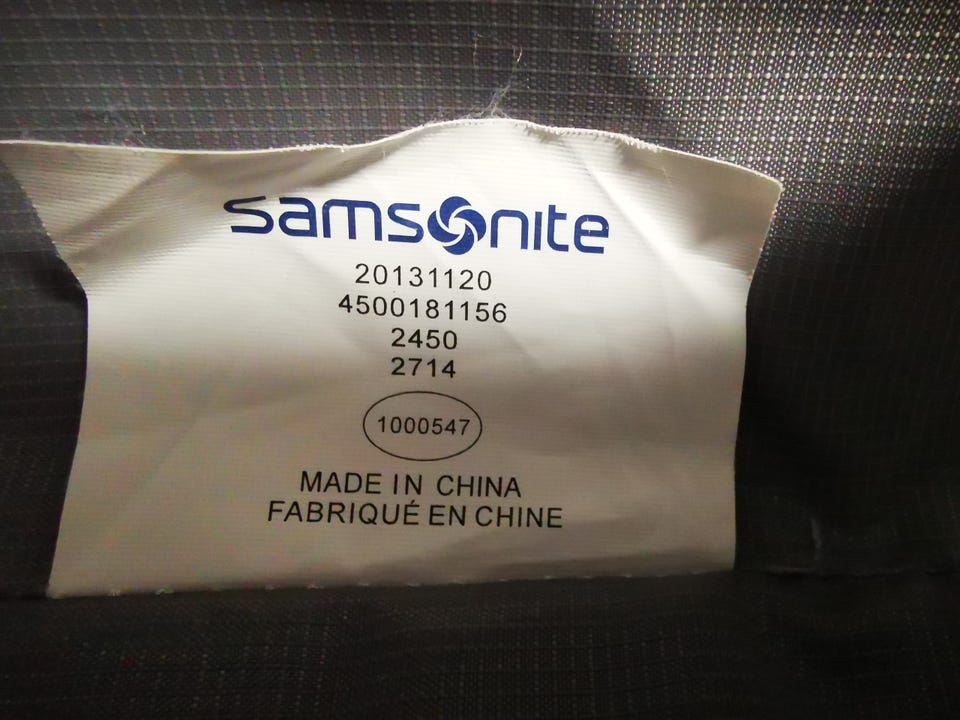 samsonite
20131120
4500181156
2450
2714
1000547
MADE IN CHINA
FABRIQUÉ EN CHINE